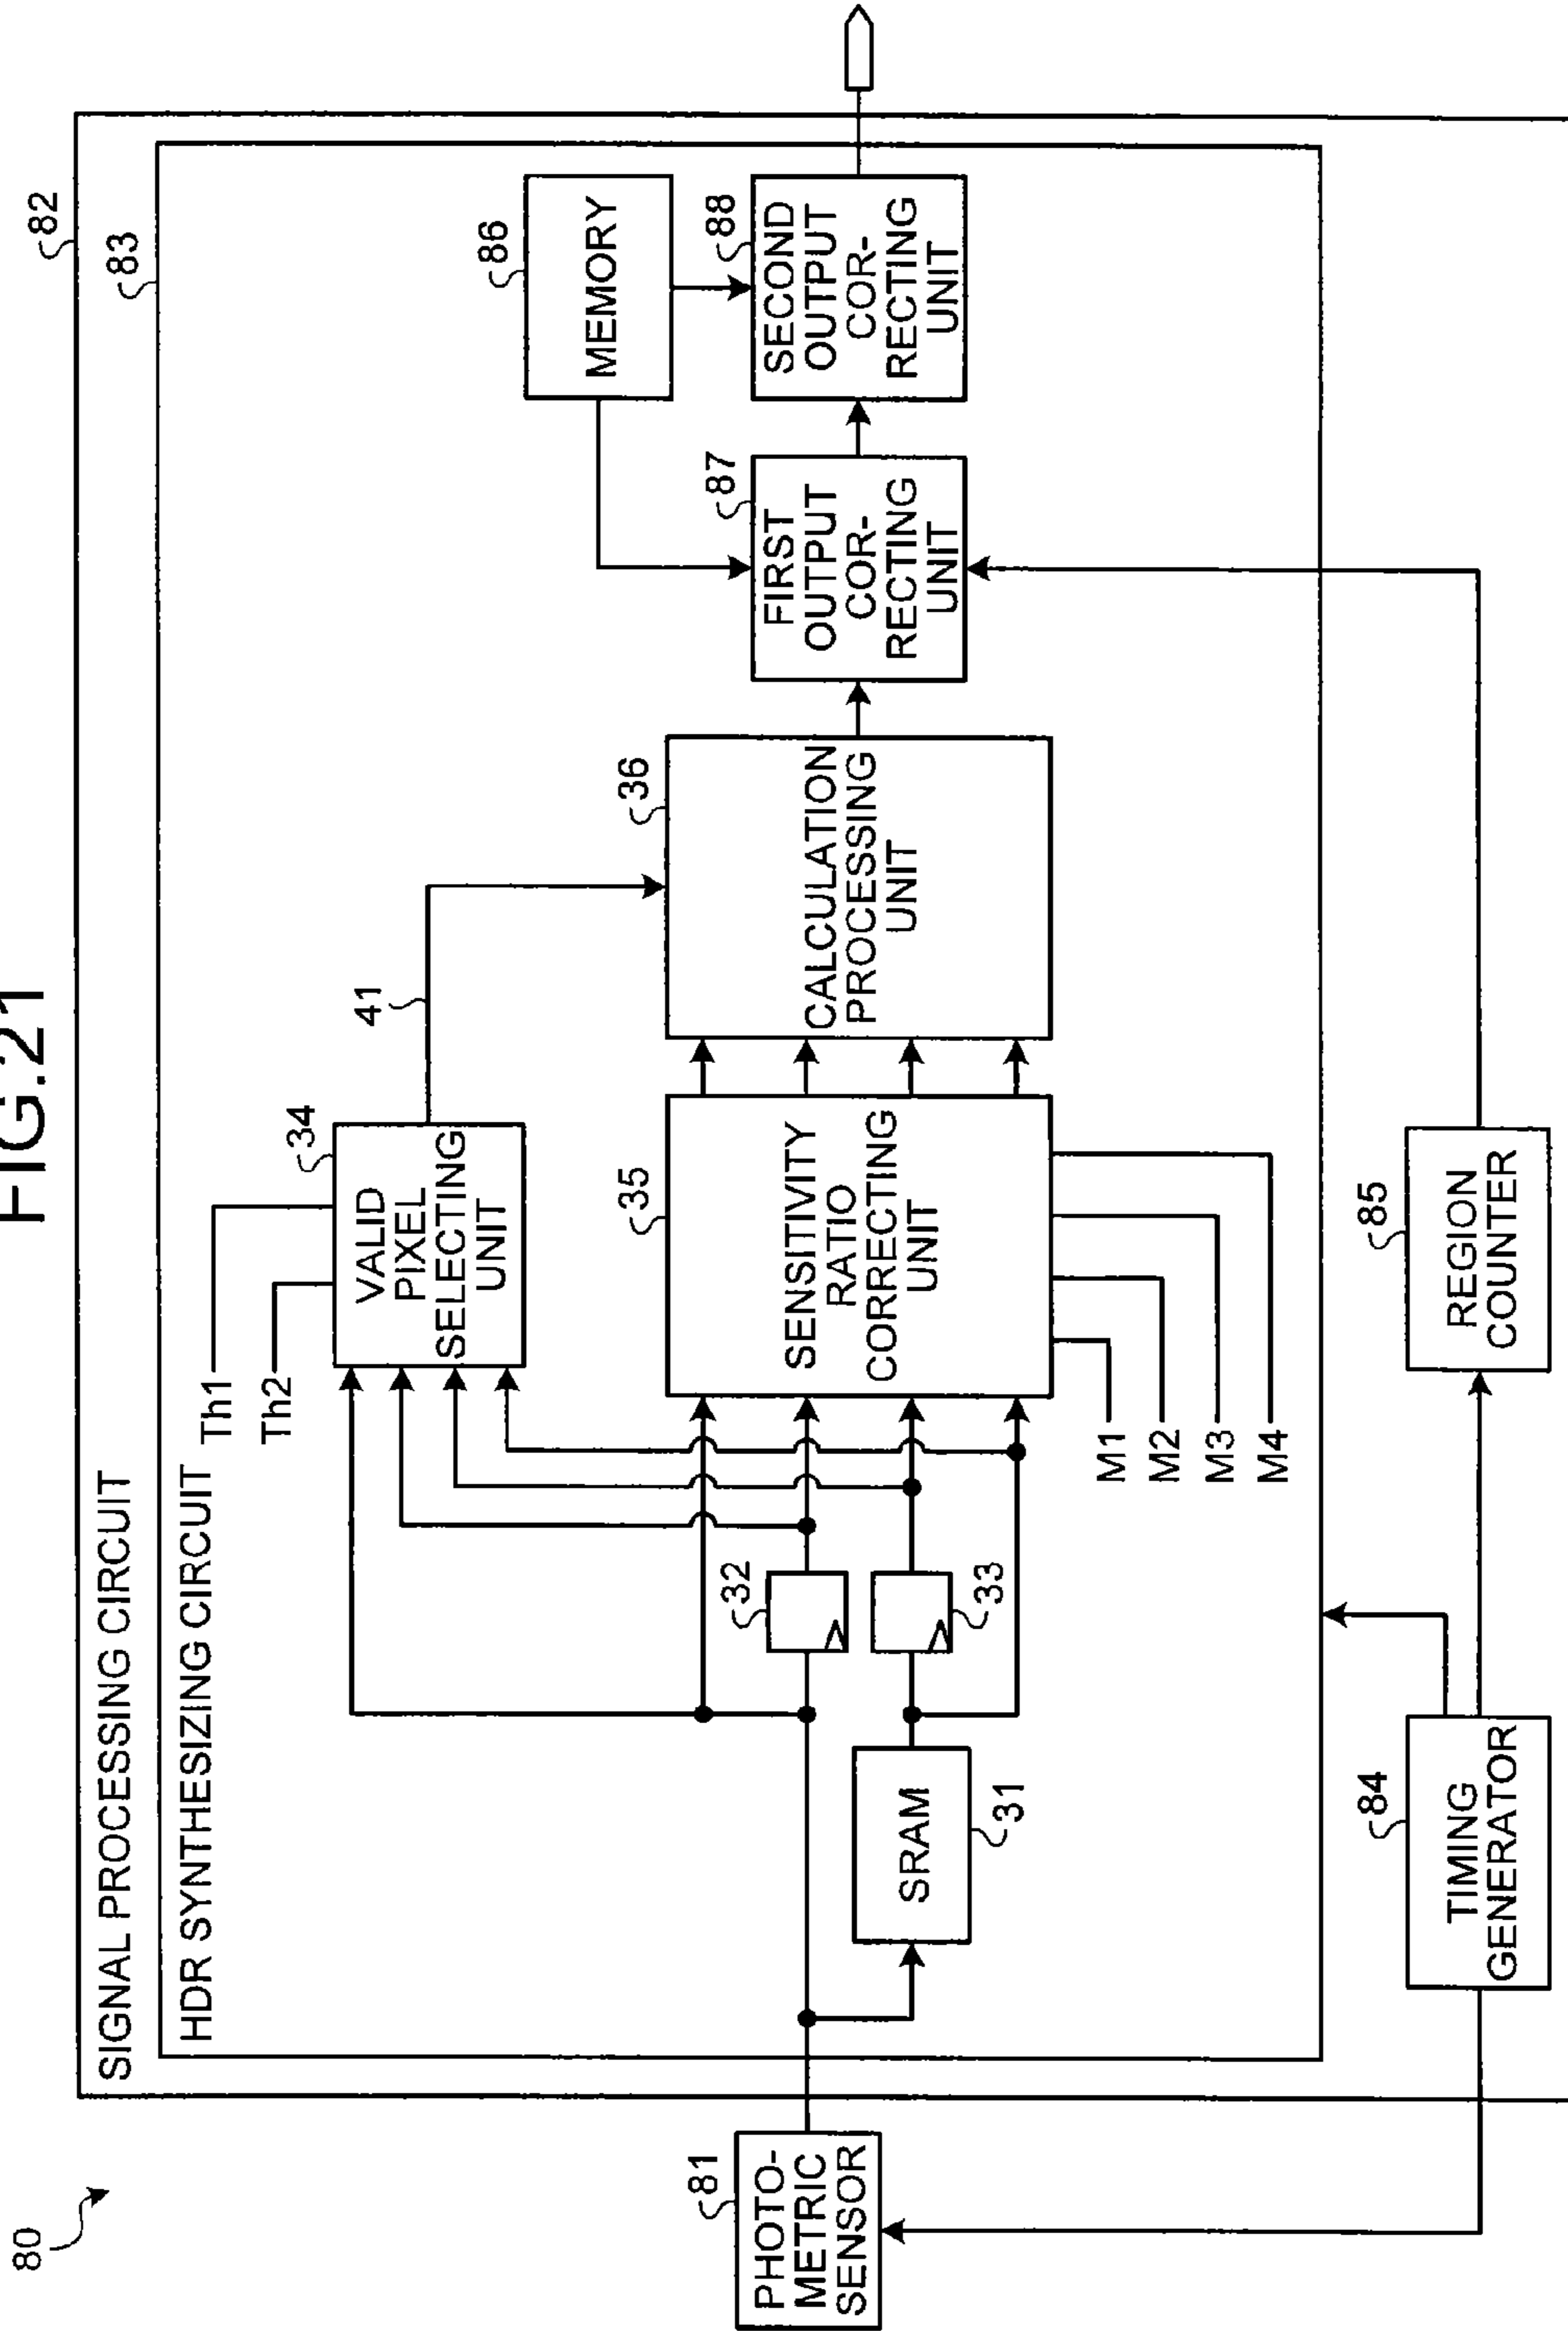 FIG.21
80
82
SIGNAL PROCESSING CIRCUIT
83
HDR SYNTHESIZING CIRCUIT
Th1
Th2
34
VALID
PIXEL
SELECTING
UNIT
41
86
MEMORY
81
PHOTO-
METRIC
SENSOR
32
33
SRAM
31
35
SENSITIVITY
RATIO
CORRECTING
UNIT
M1
M2
M3
M4
36
CALCULATION
PROCESSING
UNIT
87
FIRST
OUTPUT
COR-
RECTING
UNIT
88
SECOND
OUTPUT
COR-
RECTING
UNIT
84
TIMING
GENERATOR
85
REGION
COUNTER